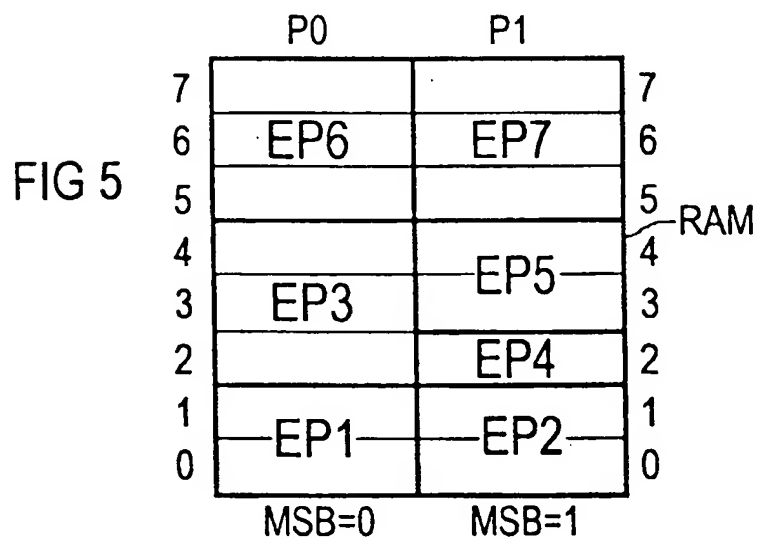 P0 P1
7 7
6 EP6 EP7 6
FIG 5
5 5
RAM
4 4
EP5
3 EP3 3
2 EP4 2
1 1
EP1 EP2
0 0
MSB=0 MSB=1